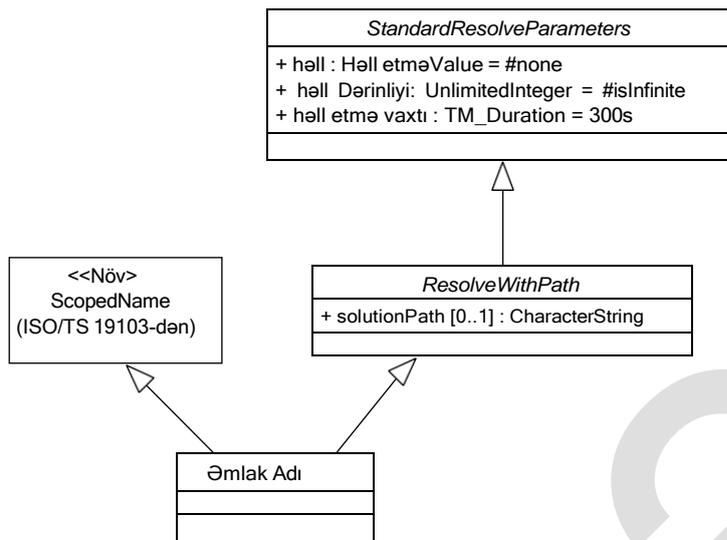 StandardResolveParameters
+ həll : Həll etməValue = #none
+ həll Dərinliyi: UnlimitedInteger = #isInfinite
+ həll etmə vaxtı : TM_Duration = 300s
<<Növ>
ScopedName
(ISO/TS 19103-dən)
ResolveWithPath
+ solutionPath [0..1] : CharacterString
Əmlak Adı